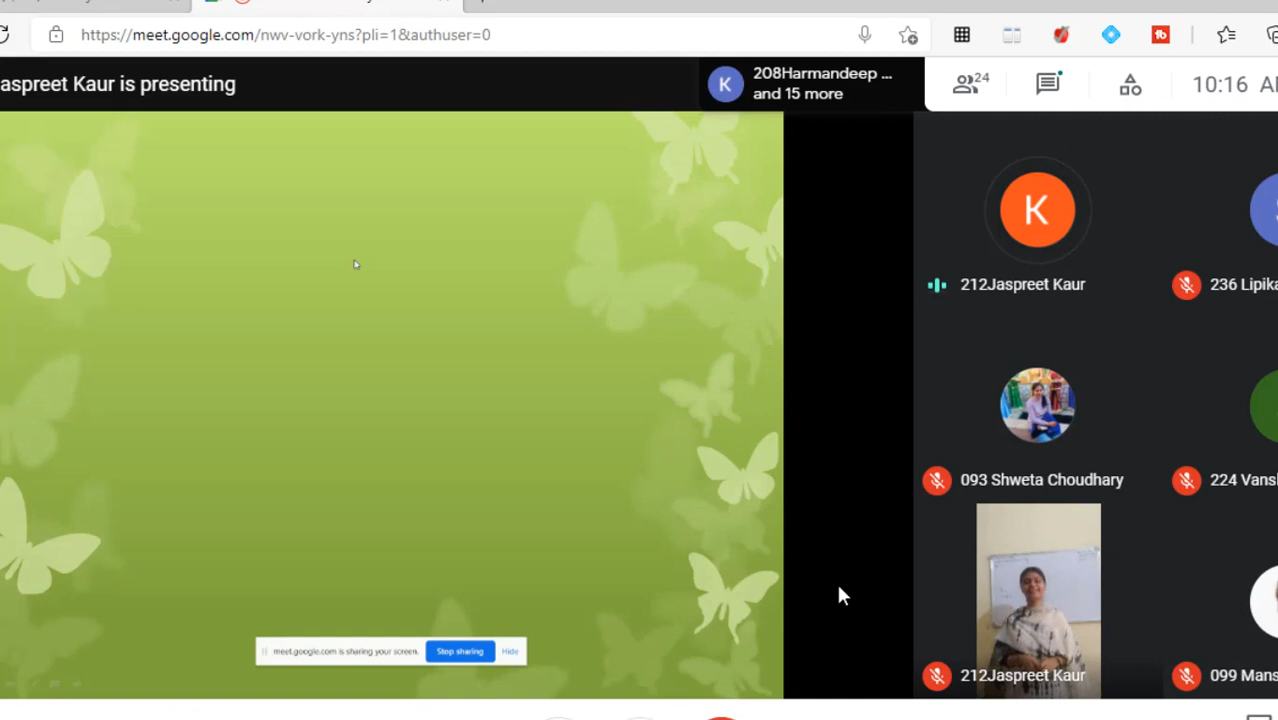 https://meet.google.com/nwv-vork-yns?pli=1&authuser=0
aspreet Kaur is presenting
K
208Harmandeep ...
and 15 more
24
10:16
K
212Jaspreet Kaur
236 Lipika
093 Shweta Choudhary
224 Vansh
212Jaspreet Kaur
099 Mans
meet.google.com is sharing your screen.
Stop sharing
Hide